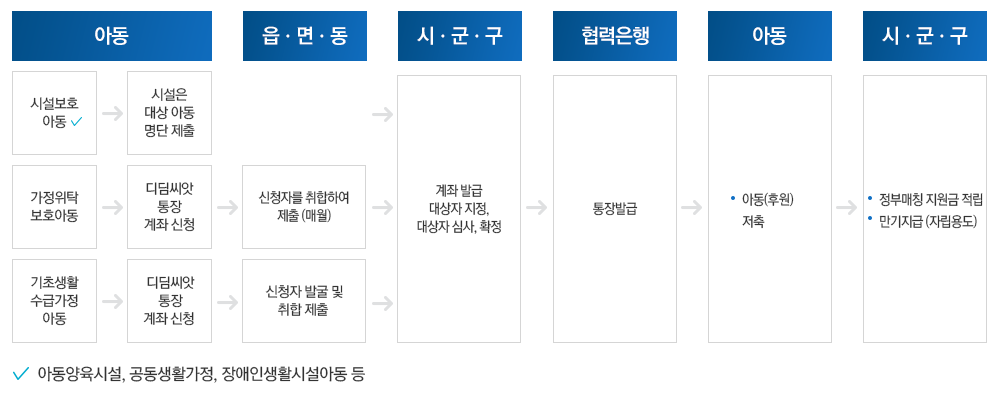 아동
읍 · 면 · 동
시 · 군 · 구
협력은행
아동
시 · 군 · 구
시설보호
아동 ✓
시설은
대상 아동
명단 제출
가정위탁
보호아동
디딤씨앗
통장
계좌 신청
신청자를 취합하여
제출 (매월)
기초생활
수급가정
아동
디딤씨앗
통장
계좌 신청
신청자 발굴 및
취합 제출
계좌 발급
대상자 지정,
대상자 심사, 확정
통장발급
• 아동(후원)
저축
• 정부매칭 지원금 적립
• 만기지급 (자립용도)
✓ 아동양육시설, 공동생활가정, 장애인생활시설아동 등